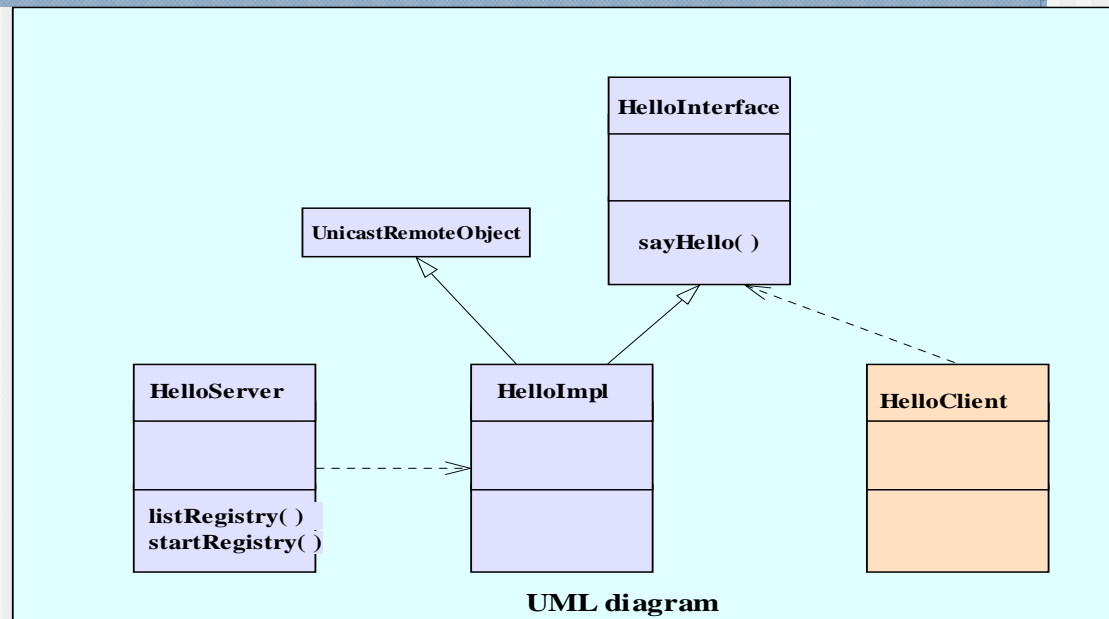 HelloInterface
sayHello( )
UnicastRemoteObject
HelloServer
listRegistry( )
startRegistry( )
HelloImpl
HelloClient
UML diagram